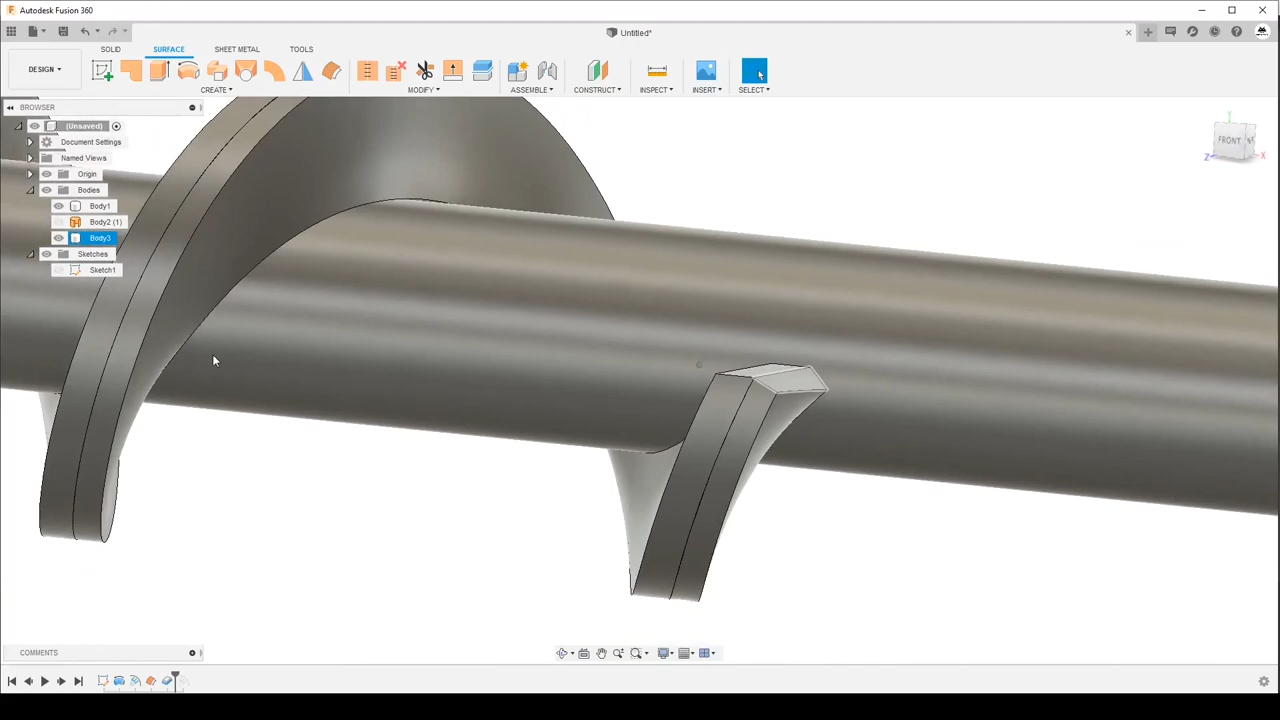 Autodesk Fusion 360
Untitled*
SOLID SURFACE SHEET METAL TOOLS
DESIGN CREATE MODIFY ASSEMBLE CONSTRUCT INSPECT INSERT SELECT
BROWSER
(Unsaved)
Document Settings
Named Views
Origin
Bodies
Body1
Body2 (1)
Body3
Sketches
Sketch1
Y
FRONT
Z X
COMMENTS